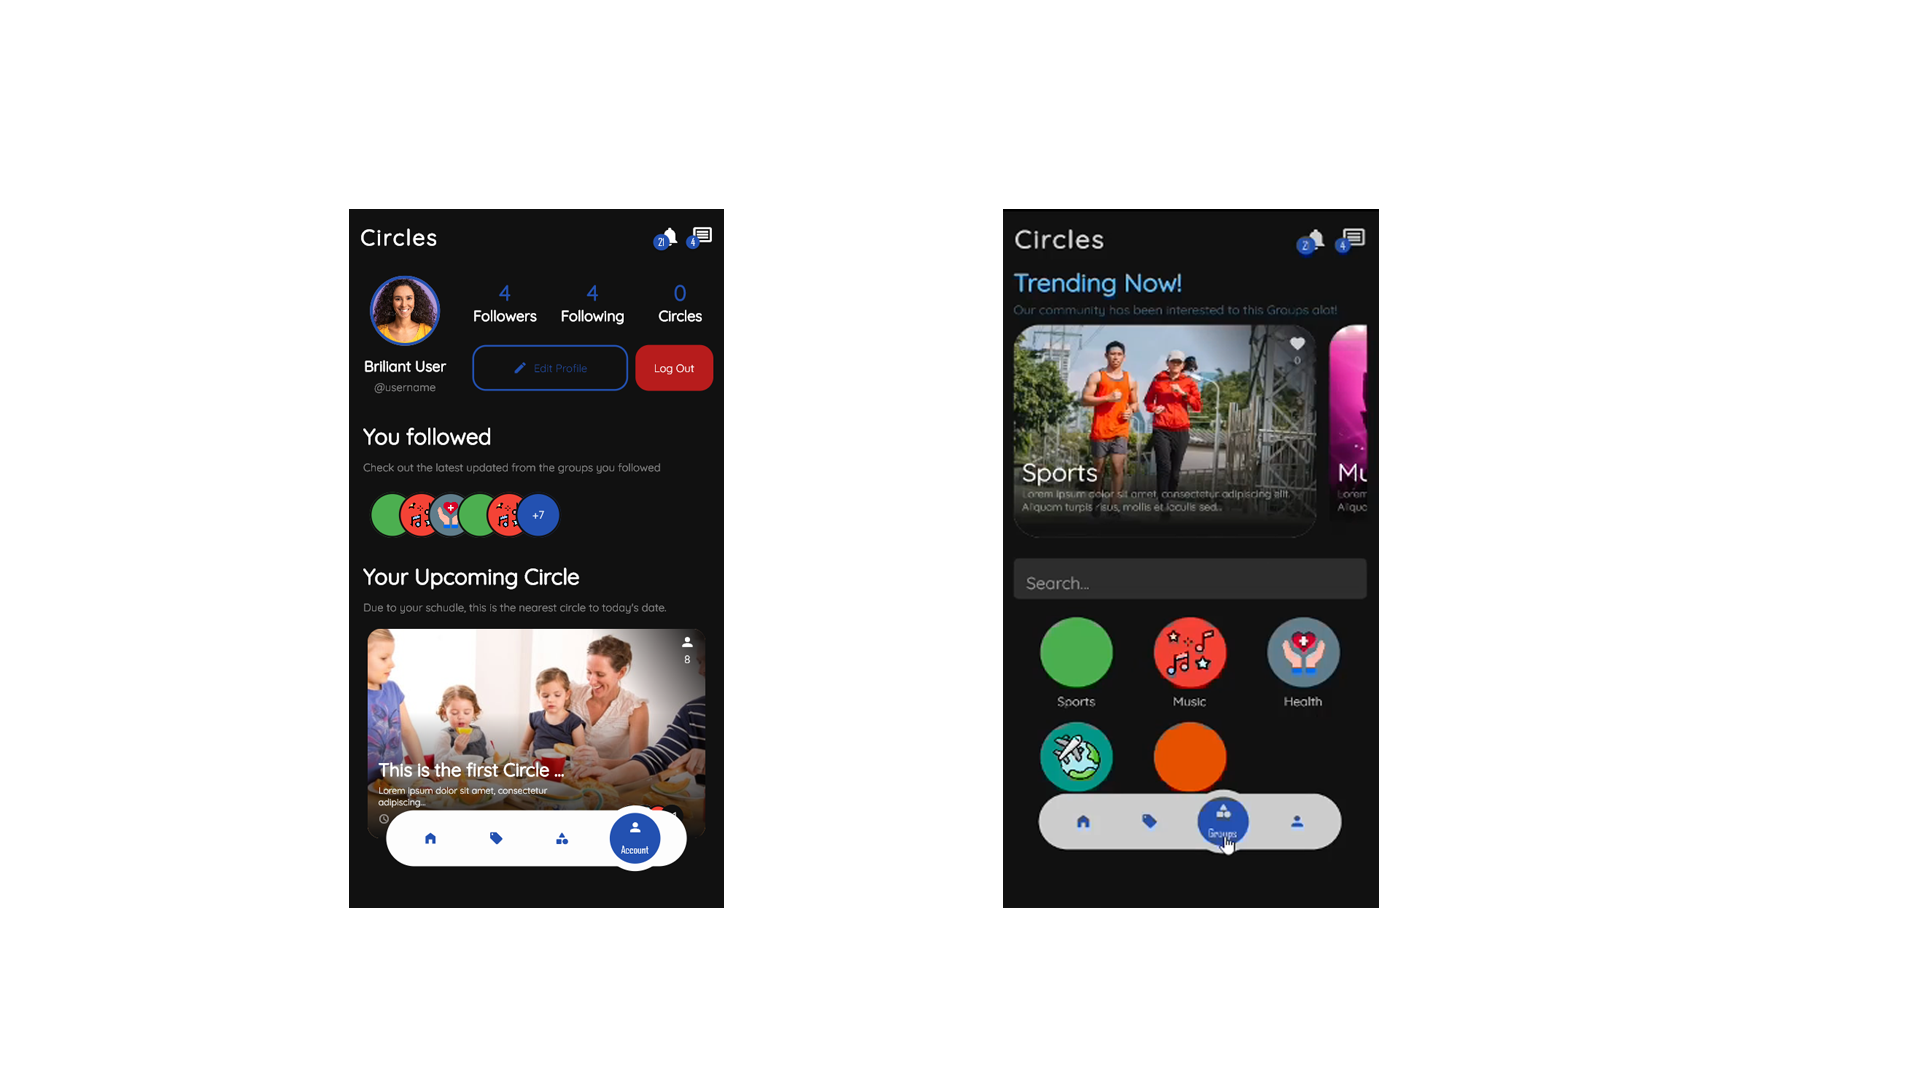 Circles
21
4
4
4
0
Followers
Following
Circles
Briliant User
@username
Edit Profile
Log Out
You followed
Check out the latest updated from the groups you followed
+7
Your Upcoming Circle
Due to your schudle, this is the nearest circle to today's date.
8
This is the first Circle ...
Lorem ipsum dolor sit amet, consectetur
adipiscing...
Account
Circles
4
Trending Now!
Our community has been interested to this Groups alot!
0
Sports
Lorem ipsum dolor sit amet, consectetur adipiscing elit.
Aliquam turpis risus, mollis et iaculis sed...
Mu
Lorem
Aliqua
Search...
Sports
Music
Health
Groups